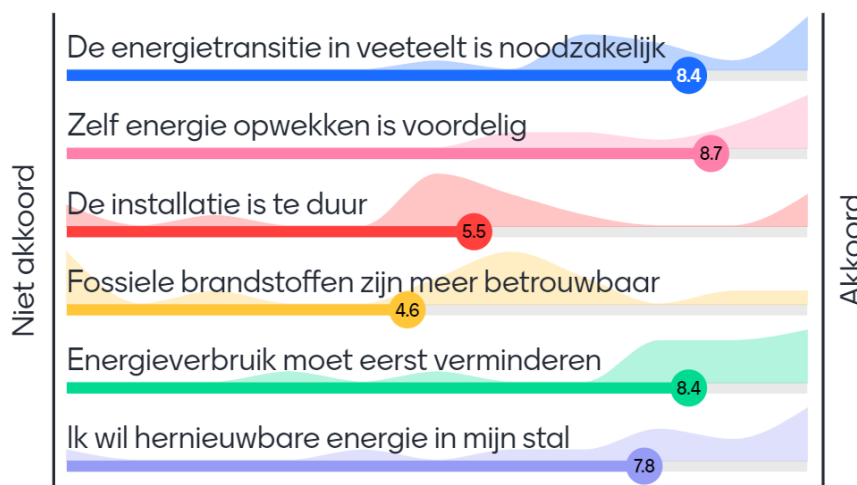 Niet akkoord
De energietransitie in veeteelt is noodzakelijk
8.4
Zelf energie opwekken is voordelig
8.7
De installatie is te duur
5.5
Fossiele brandstoffen zijn meer betrouwbaar
4.6
Energieverbruik moet eerst verminderen
8.4
Ik wil hernieuwbare energie in mijn stal
7.8
Akkoord